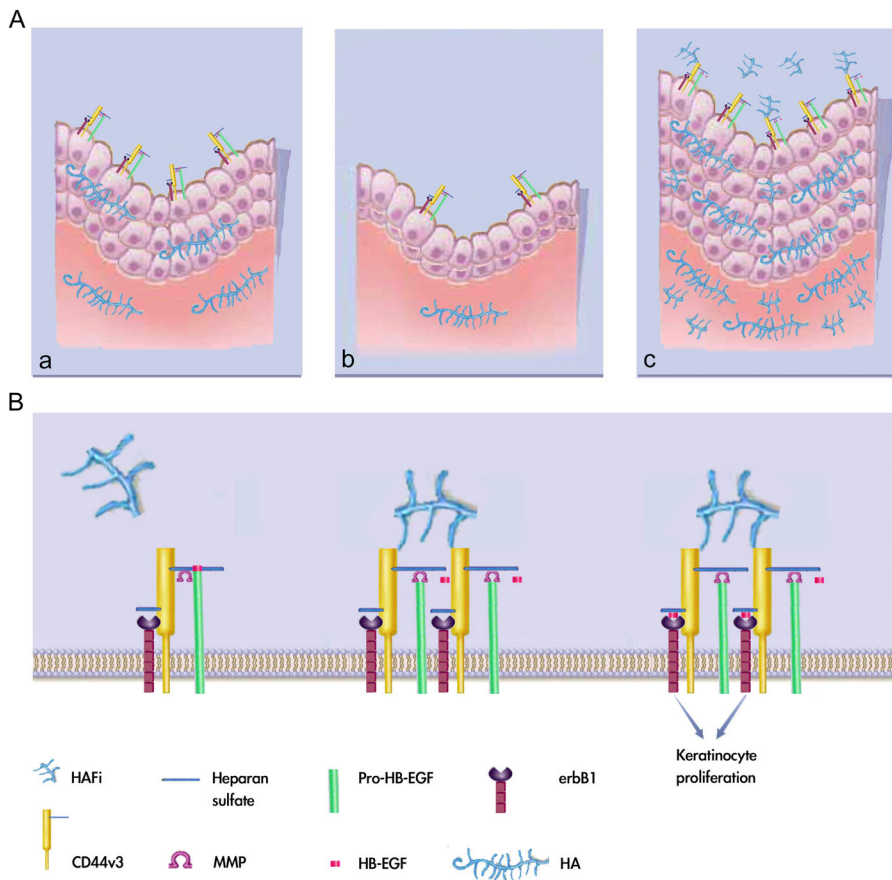 A
a
b
c
B
Keratinocyte
proliferation
HAFi
Heparan
sulfate
Pro-HB-EGF
erbB1
CD44v3
MMP
HB-EGF
HA